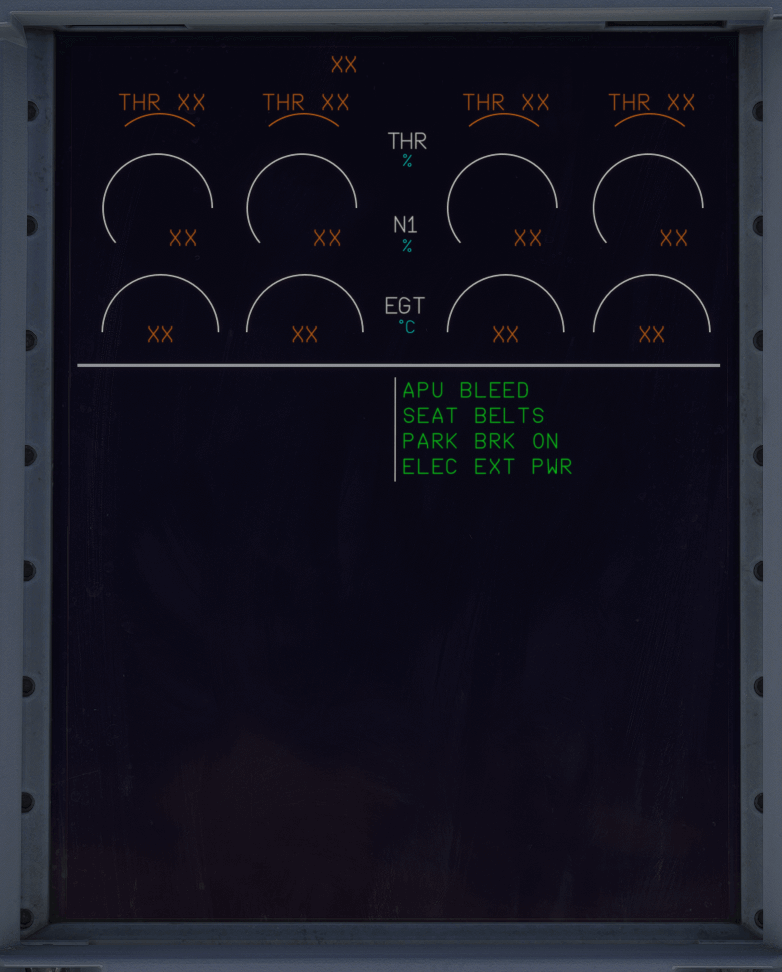 XX
THR XX THR XX THR XX THR XX
THR
%
N1
%
XX XX XX XX
EGT
°C
XX XX XX XX
APU BLEED
SEAT BELTS
PARK BRK ON
ELEC EXT PWR